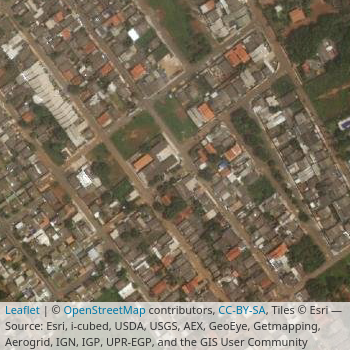 Leaflet | © OpenStreetMap contributors, CC-BY-SA, Tiles © Esri —
Source: Esri, i-cubed, USDA, USGS, AEX, GeoEye, Getmapping,
Aerogrid, IGN, IGP, UPR-EGP, and the GIS User Community